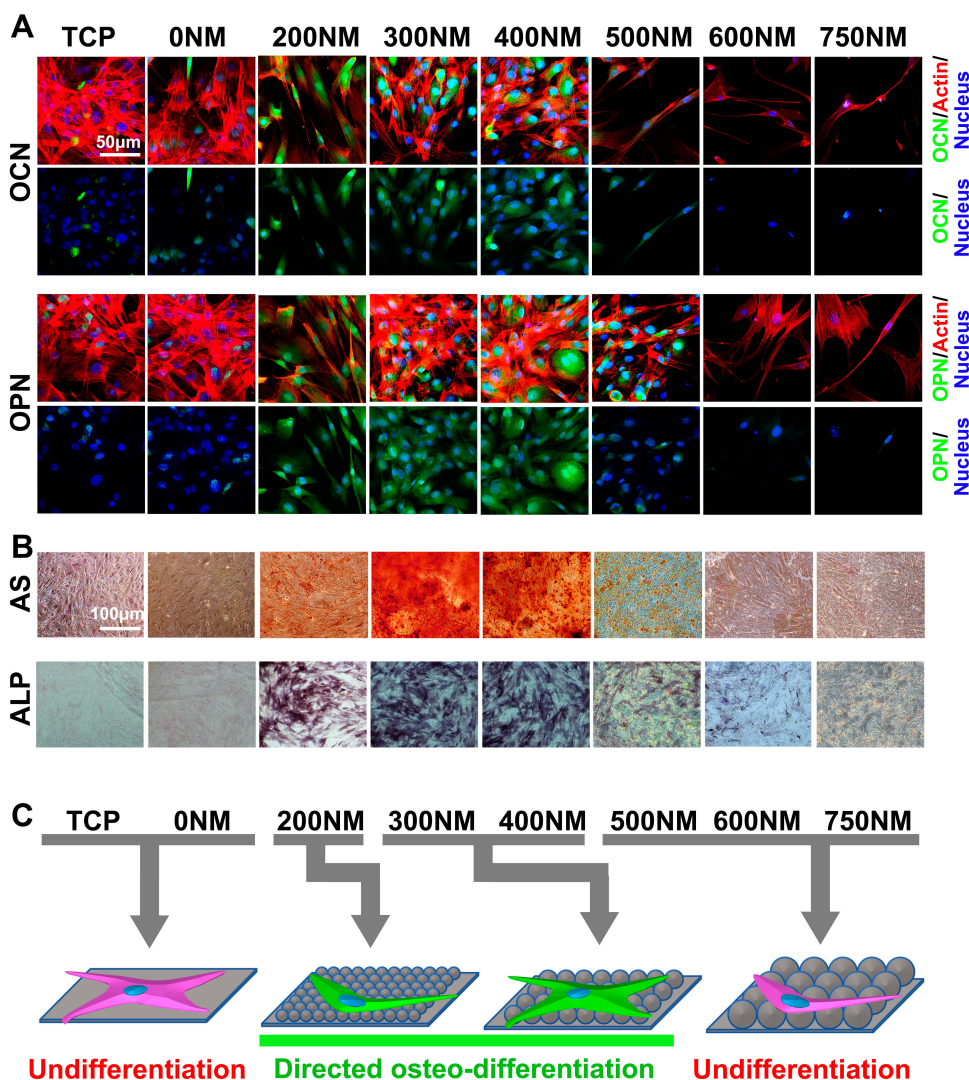 A
TCP 0NM 200NM 300NM 400NM 500NM 600NM 750NM
OCN
50μm
OCN/Actin/
Nucleus
OCN/
Nucleus
OPN
OPN/Actin/
Nucleus
OPN/
Nucleus
B
AS
100μm
ALP
C
TCP 0NM 200NM 300NM 400NM 500NM 600NM 750NM
Undifferentiation Directed osteo-differentiation Undifferentiation